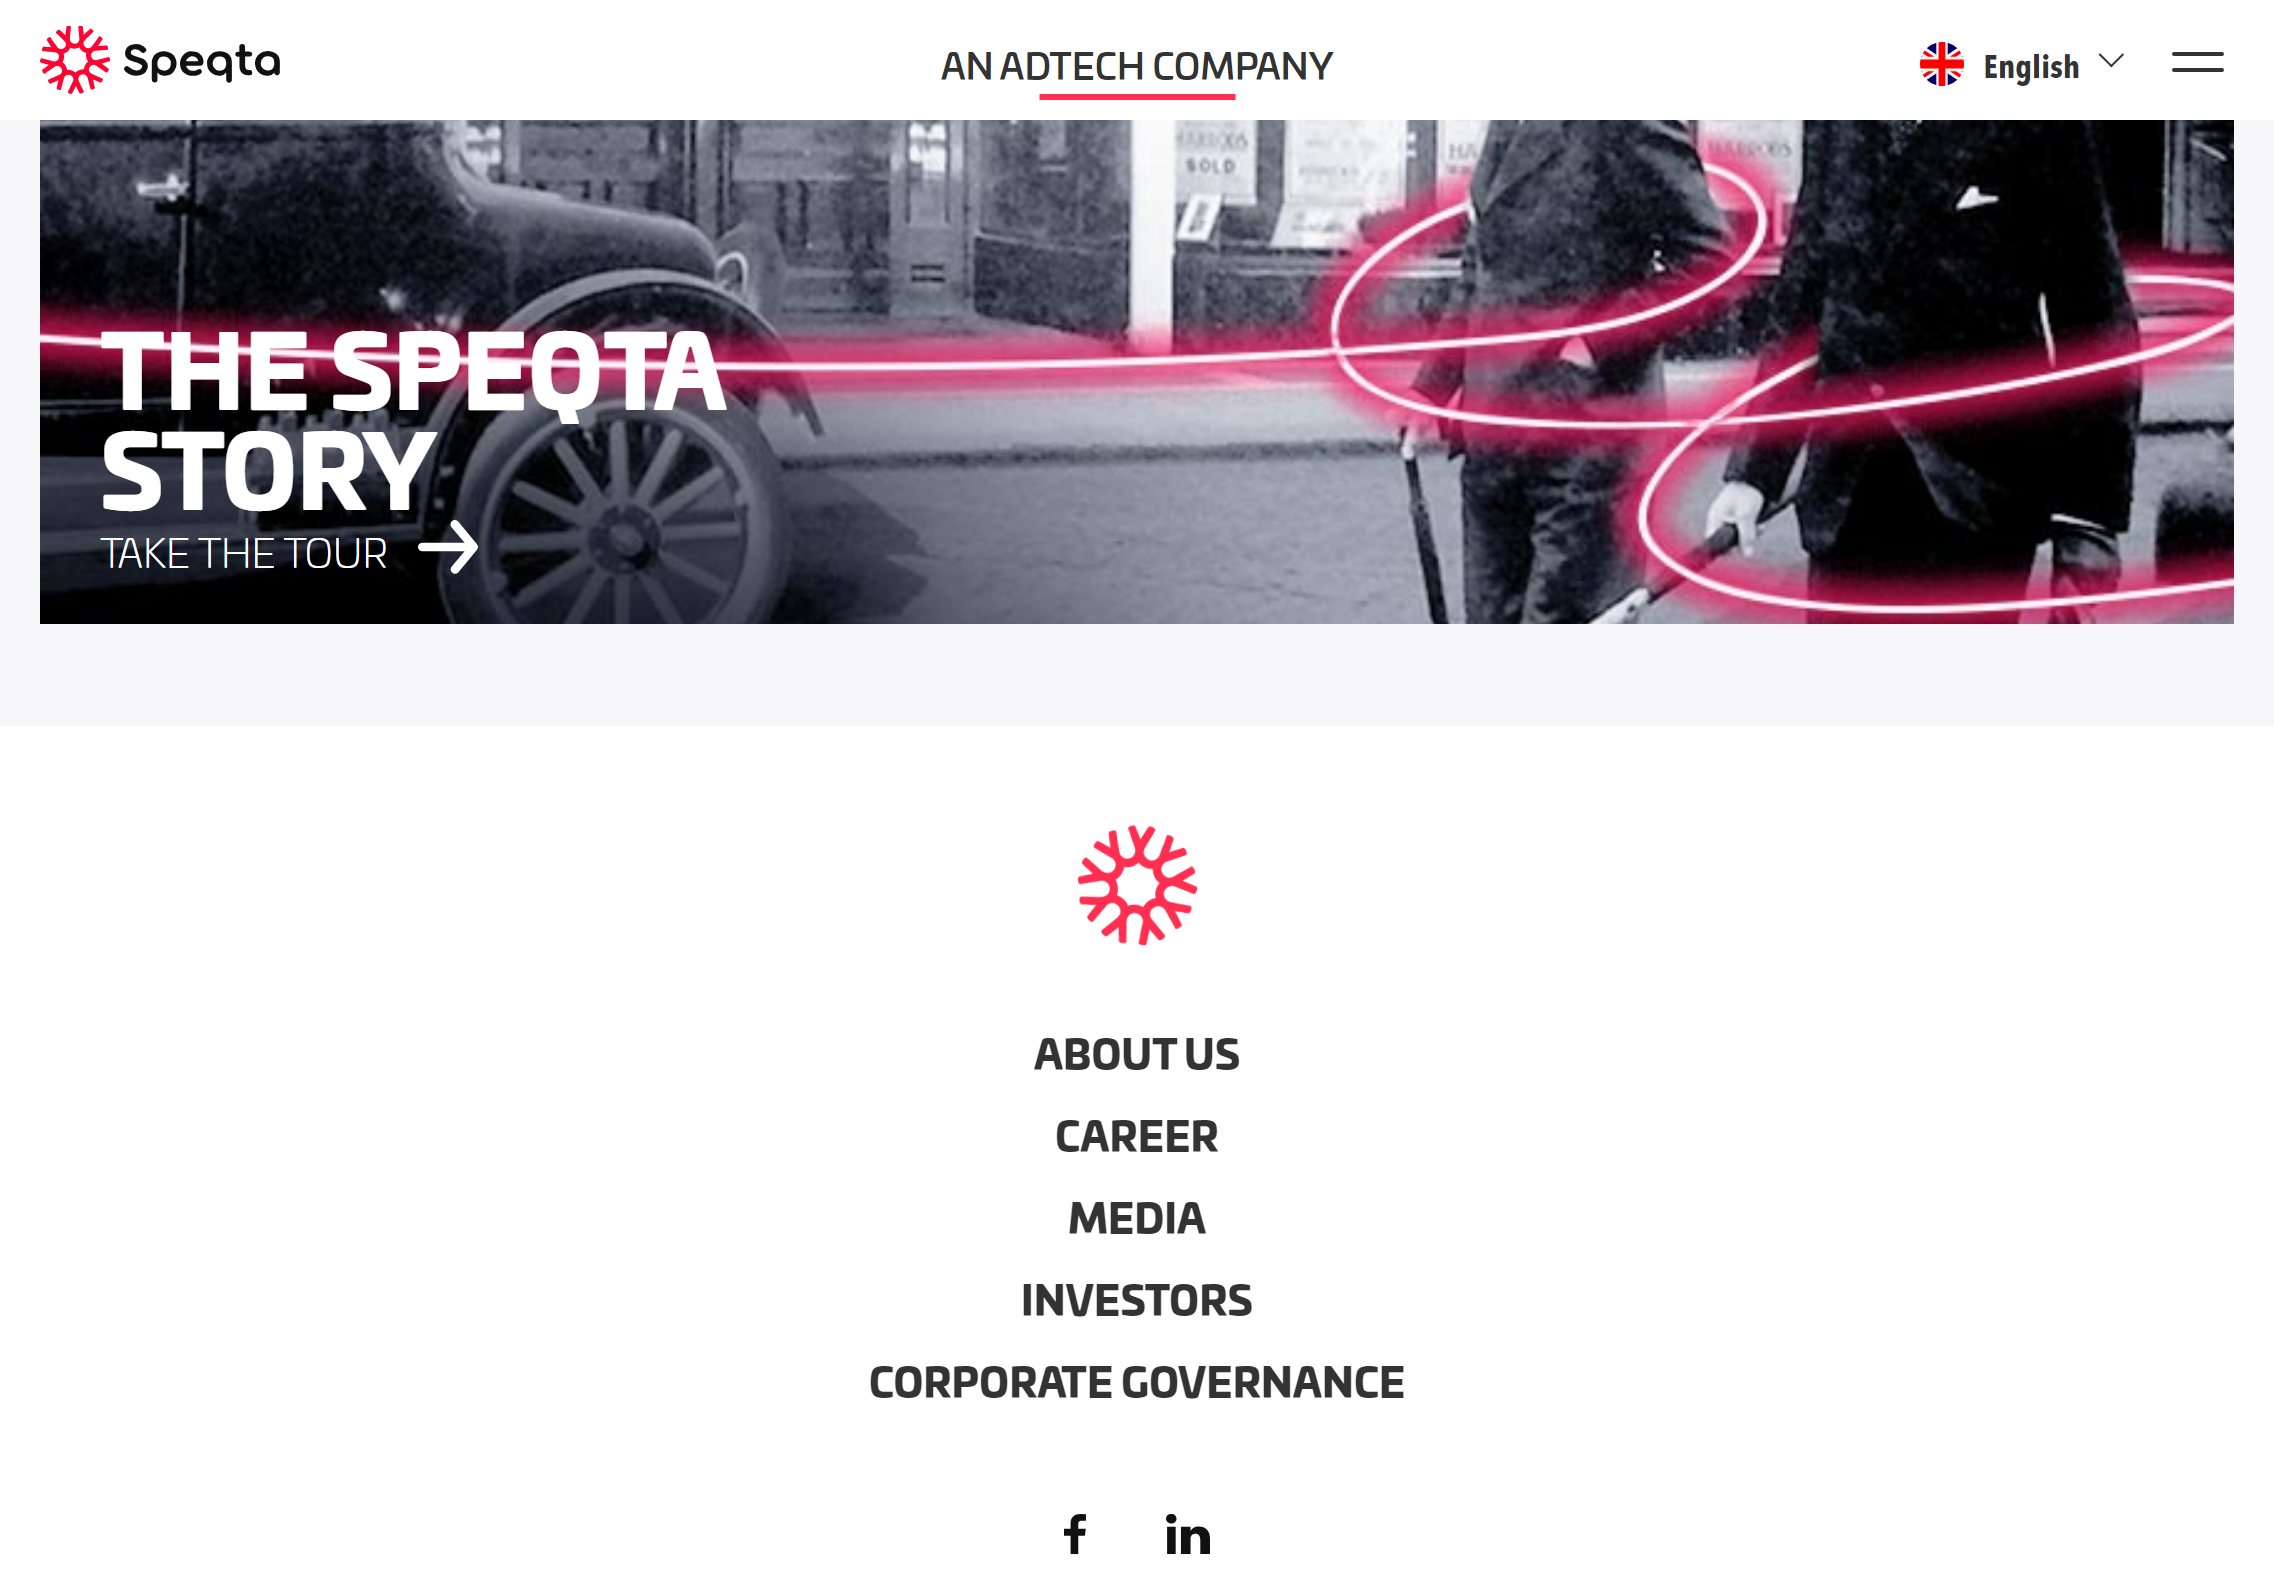 Speqta
AN ADTECH COMPANY
English
SOLD
THE SPEQTA
STORY
TAKE THE TOUR
ABOUT US
CAREER
MEDIA
INVESTORS
CORPORATE GOVERNANCE
f
in